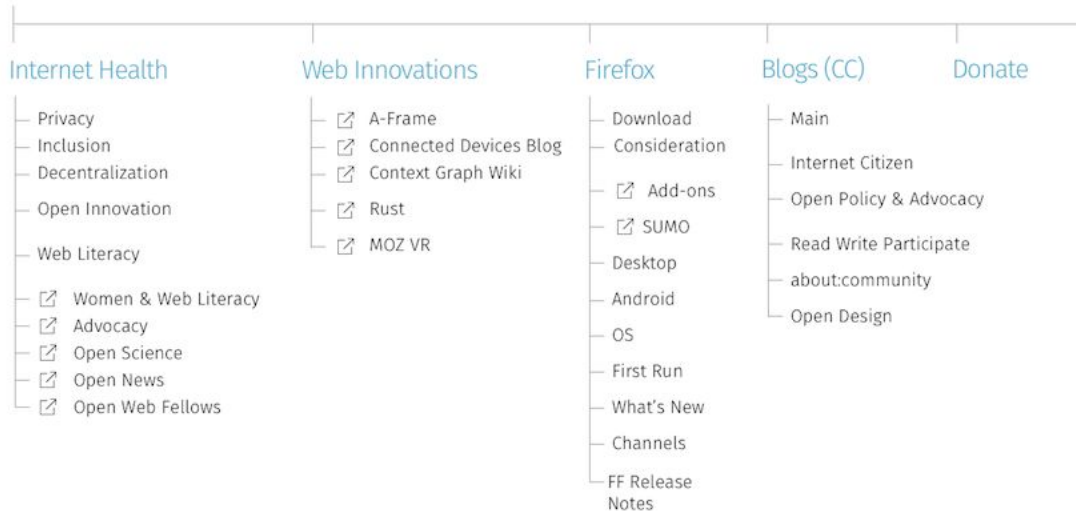 Internet Health
Privacy
Inclusion
Decentralization
Open Innovation
Web Literacy
Women & Web Literacy
Advocacy
Open Science
Open News
Open Web Fellows
Web Innovations
A-Frame
Connected Devices Blog
Context Graph Wiki
Rust
MOZ VR
Firefox
Download
Consideration
Add-ons
SUMO
Desktop
Android
OS
First Run
What's New
Channels
FF Release
Notes
Blogs (CC)
Main
Internet Citizen
Open Policy & Advocacy
Read Write Participate
about:community
Open Design
Donate